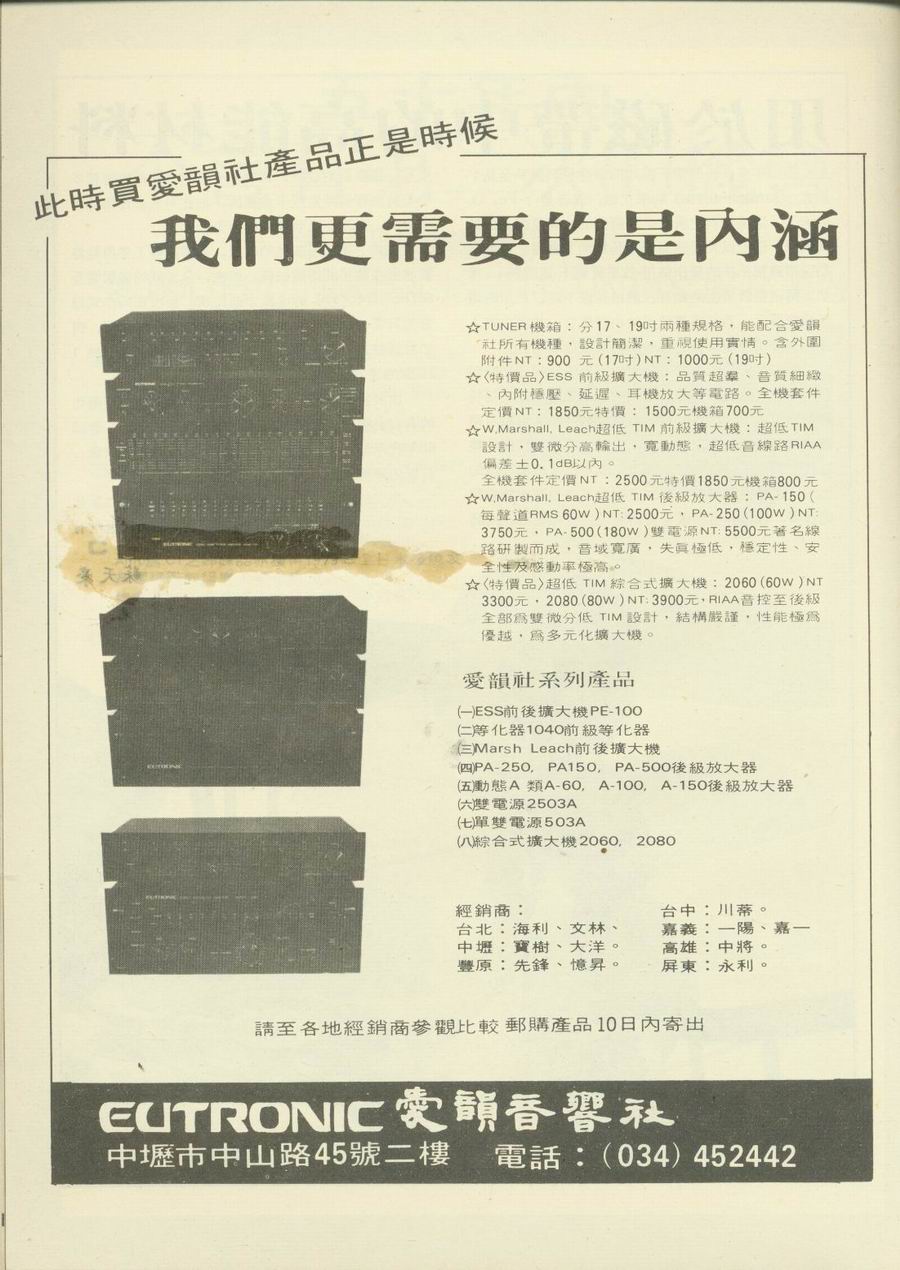 此時買愛韻社產品正是時候
我們更需要的是內涵
☆TUNER機箱：分17、19吋兩種規格，能配合愛韻
社所有機種，設計簡潔，重視使用實情。含外圍
附件NT：900 元（17吋）NT：1000元（19吋）
☆〈特價品〉ESS 前級擴大機：品質超羣、音質細緻
、內附穩壓、延遲、耳機放大等電路。全機套件
定價NT：1850元特價：1500元機箱700元
☆W,Marshall, Leach超低 TIM 前級擴大機：超低TIM
設計，雙微分高輸出，寬動態，超低音線路RIAA
偏差±0.1dB以內。
全機套件定價NT：2500元特價1850元機箱800元
☆W,Marshall, Leach超低 TIM 後級放大器：PA-150（
每聲道RMS 60W）NT: 2500元，PA-250（100W）NT:
3750元，PA-500（180W）雙電源NT: 5500元著名線
路研製而成，音域寬廣，失眞極低，穩定性、安
全性及感動率極高。
☆〈特價品〉超低 TIM 綜合式擴大機：2060（60W）NT
3300元，2080（80W）NT: 3900元，RIAA音控至後級
全部爲雙微分低 TIM 設計，結構嚴謹，性能極爲
優越，爲多元化擴大機。
愛韻社系列產品
㈠ESS前後擴大機PE-100
㈡等化器1040前級等化器
㈢Marsh Leach前後擴大機
㈣PA-250, PA150, PA-500後級放大器
㈤動態A 類A-60, A-100, A-150後級放大器
㈥雙電源2503A
㈦單雙電源503A
㈧綜合式擴大機2060, 2080
經銷商：
台北：海利、文林、
中壢：寶樹、大洋。
豐原：先鋒、憶昇。
台中：川蒂。
嘉義：一陽、嘉一
高雄：中將。
屏東：永利。
請至各地經銷商參觀比較 郵購產品10日內寄出
EUTRONIC
EUTRONIC
EUTRONIC
EUTRONIC
EUTRONIC 愛韻音響社
中壢市中山路45號二樓 電話：（034）452442